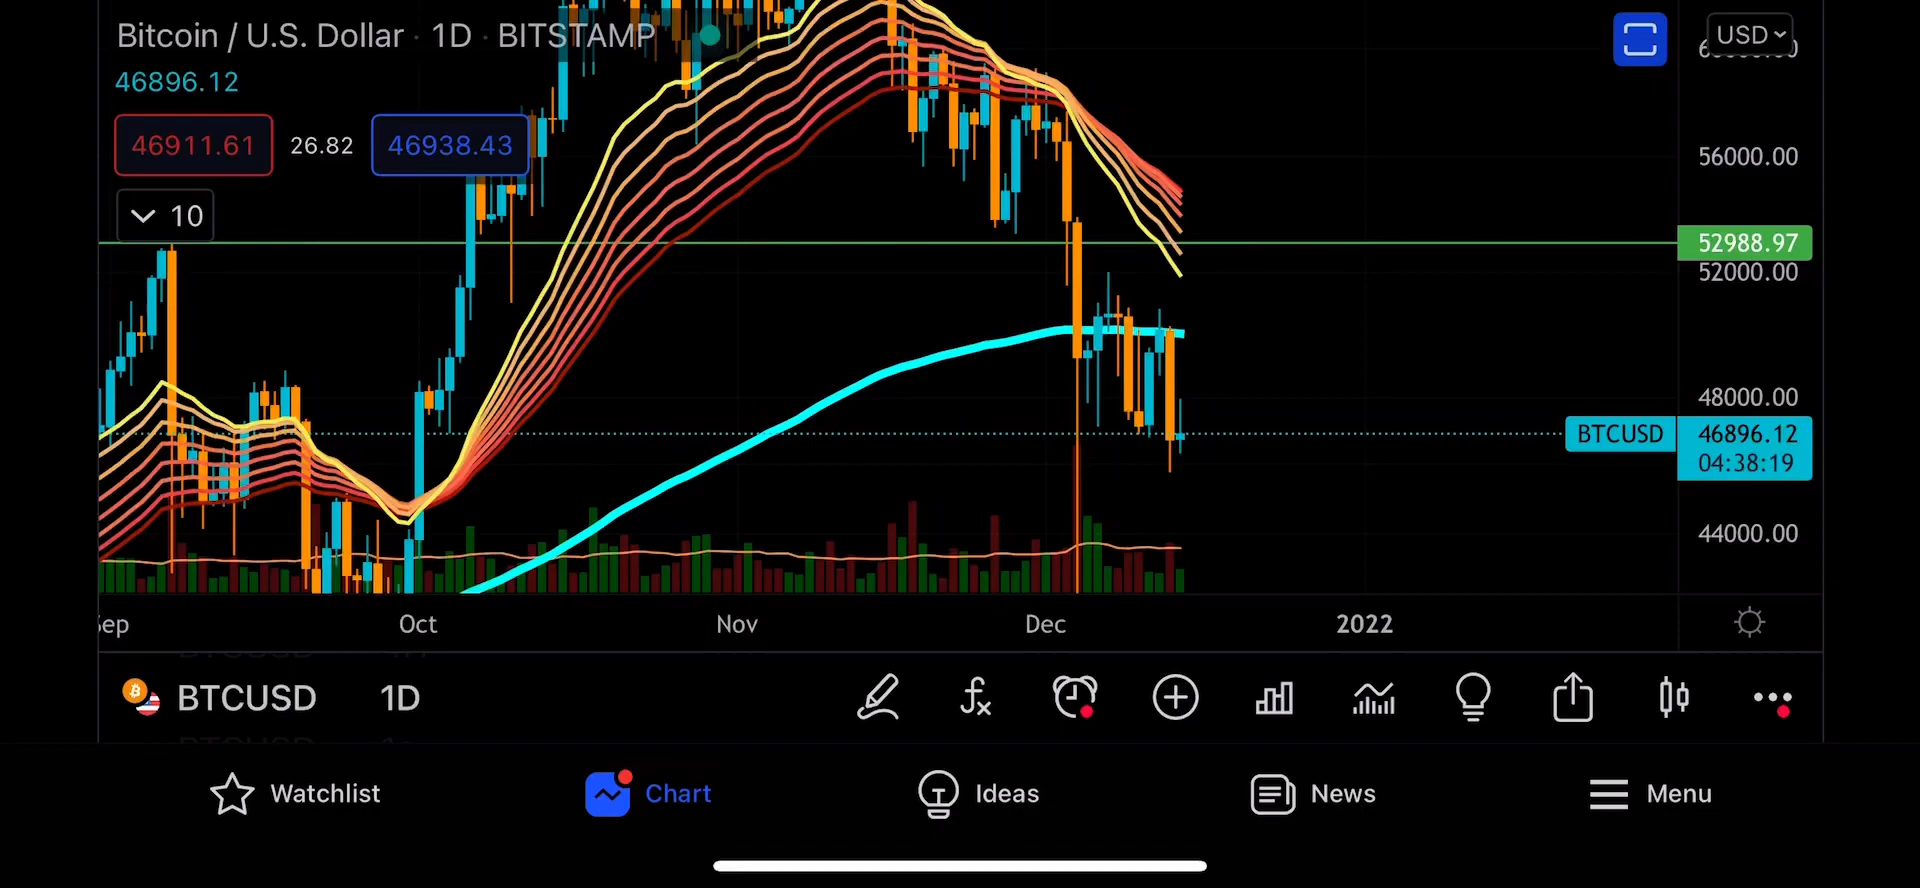 Bitcoin / U.S. Dollar · 1D · BITSTAMP
46896.12
46911.61 26.82 46938.43
10
USD
56000.00
52988.97
52000.00
48000.00
BTCUSD 46896.12
04:38:19
44000.00
Oct Nov Dec 2022
BTCUSD 1D
Watchlist Chart Ideas News Menu